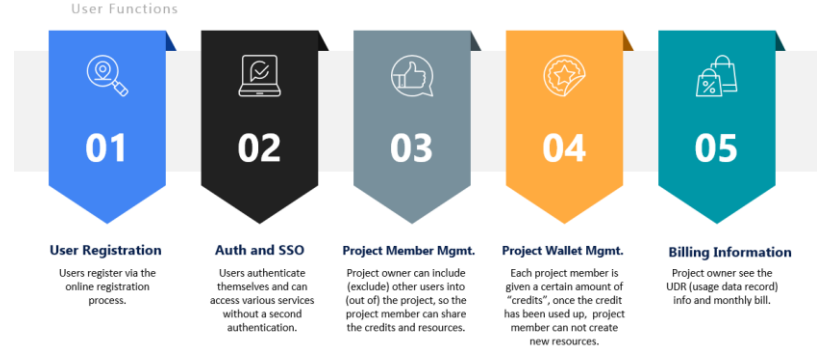 User Functions
01
02
03
04
05
%
User Registration
Users register via the
online registration
process.
Auth and SSO
Users authenticate
themselves and can
access various services
without a second
authentication.
Project Member Mgmt.
Project owner can include
(exclude) other users into
(out of) the project, so the
project member can share
the credits and resources.
Project Wallet Mgmt.
Each project member is
given a certain amount of
“credits”, once the credit
has been used up,  project
member can not create
new resources.
Billing Information
Project owner see the
UDR (usage data record)
info and monthly bill.